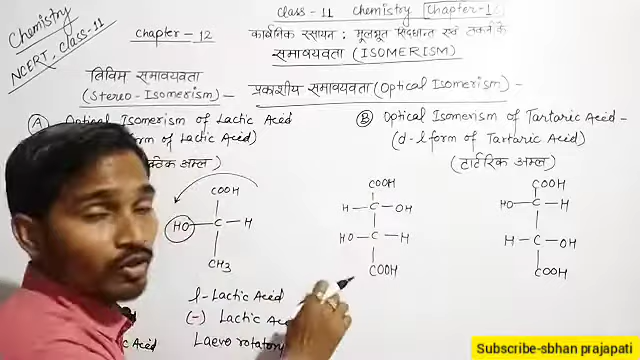 Chemistry
NCERT, class-11
class-11 chemistry
Chapter-12
कार्बनिक रसायन : मूलभूत सिद्धान्त एवं तकनीकें
समावयवता (ISOMERISM)
त्रिविम समावयवता
(Stereo-Isomerism) -
प्रकाशीय समावयवता (Optical Isomerism) -
(A) Optical Isomerism of Lactic Acid
form of Lactic Acid)
अम्ल)
COOH
HO-C-H
CH3
l-Lactic Acid
(-) Lactic
Laevo rotatory
(B) Optical Isomerism of Tartaric Acid -
(d-l form of Tartaric Acid)
(टार्टरिक अम्ल)
COOH
H-C-OH
HO-C-H
COOH
COOH
HO-C-H
H-C-OH
COOH
Acid
Subscribe-sbhan prajapati